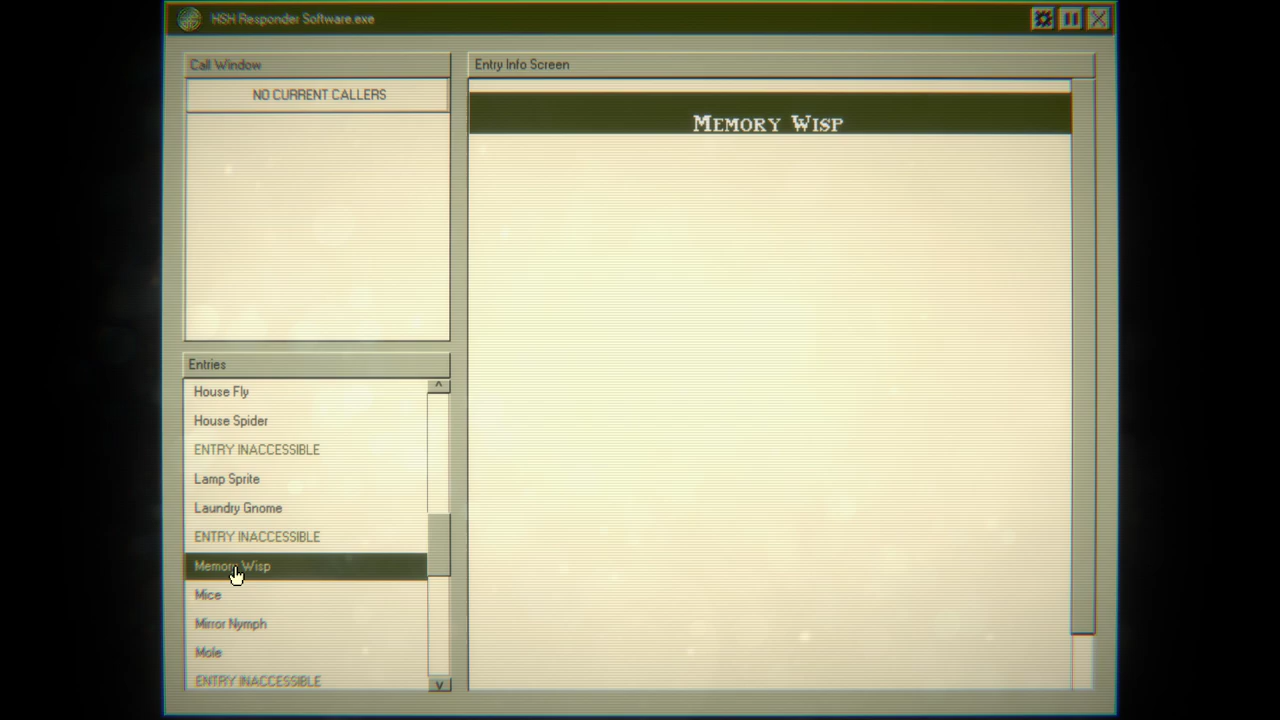 HSH Responder Software.exe
Call Window
NO CURRENT CALLERS
Entries
House Fly
House Spider
ENTRY INACCESSIBLE
Lamp Sprite
Laundry Gnome
ENTRY INACCESSIBLE
Memory Wisp
Mice
Mirror Nymph
Mole
ENTRY INACCESSIBLE
Entry Info Screen
Memory Wisp